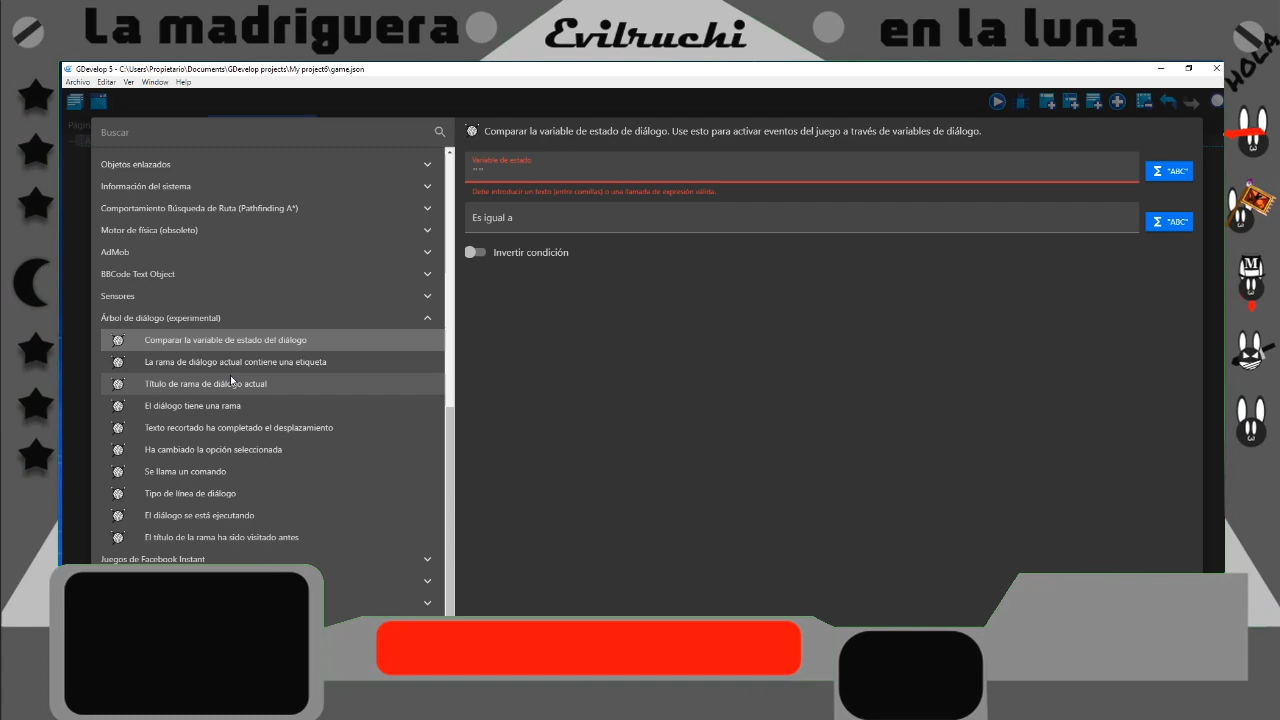 La madriguera Evilruchi en la luna
HOLA
GDevelop 5 - C:\Users\Propietario\Documents\GDevelop projects\My project6\game.json
Archivo Editar Ver Window Help
Buscar
Objetos enlazados
Información del sistema
Comportamiento Búsqueda de Ruta (Pathfinding A*)
Motor de física (obsoleto)
AdMob
BBCode Text Object
Sensores
Árbol de diálogo (experimental)
Comparar la variable de estado del diálogo
La rama de diálogo actual contiene una etiqueta
Título de rama de diálogo actual
El diálogo tiene una rama
Texto recortado ha completado el desplazamiento
Ha cambiado la opción seleccionada
Se llama un comando
Tipo de línea de diálogo
El diálogo se está ejecutando
El título de la rama ha sido visitado antes
Juegos de Facebook Instant
Comparar la variable de estado de diálogo. Use esto para activar eventos del juego a través de variables de diálogo.
Variable de estado
""
Σ "ABC"
Debe introducir un texto (entre comillas) o una llamada de expresión válida.
Es igual a
Σ "ABC"
Invertir condición
M